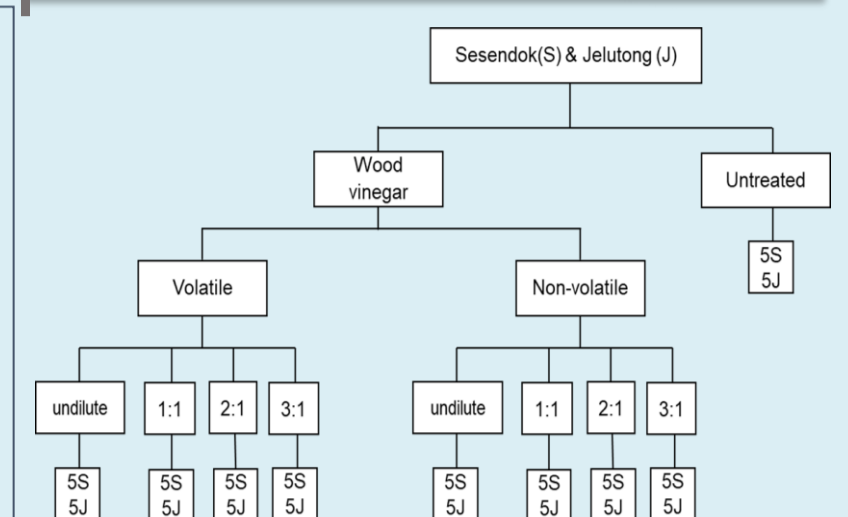 Sesendok(S) & Jelutong (J)
Wood
vinegar
Untreated
5S
5J
Volatile
Non-volatile
undilute
1:1
2:1
3:1
undilute
1:1
2:1
3:1
5S
5J
5S
5J
5S
5J
5S
5J
5S
5J
5S
5J
5S
5J
5S
5J